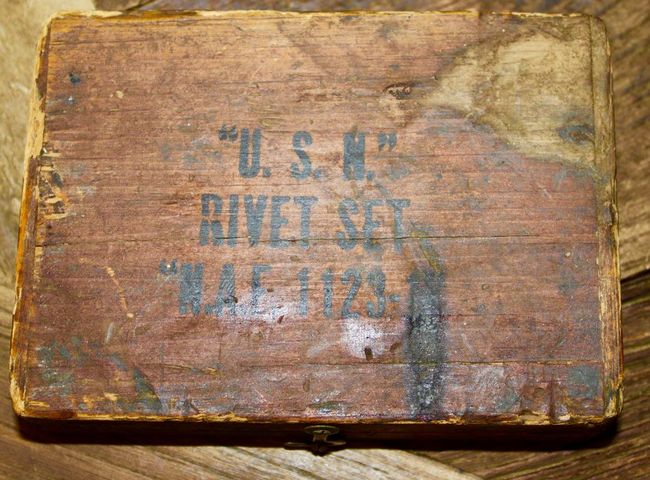 "U. S. N."
RIVET SET
"N.A.F. 1123-